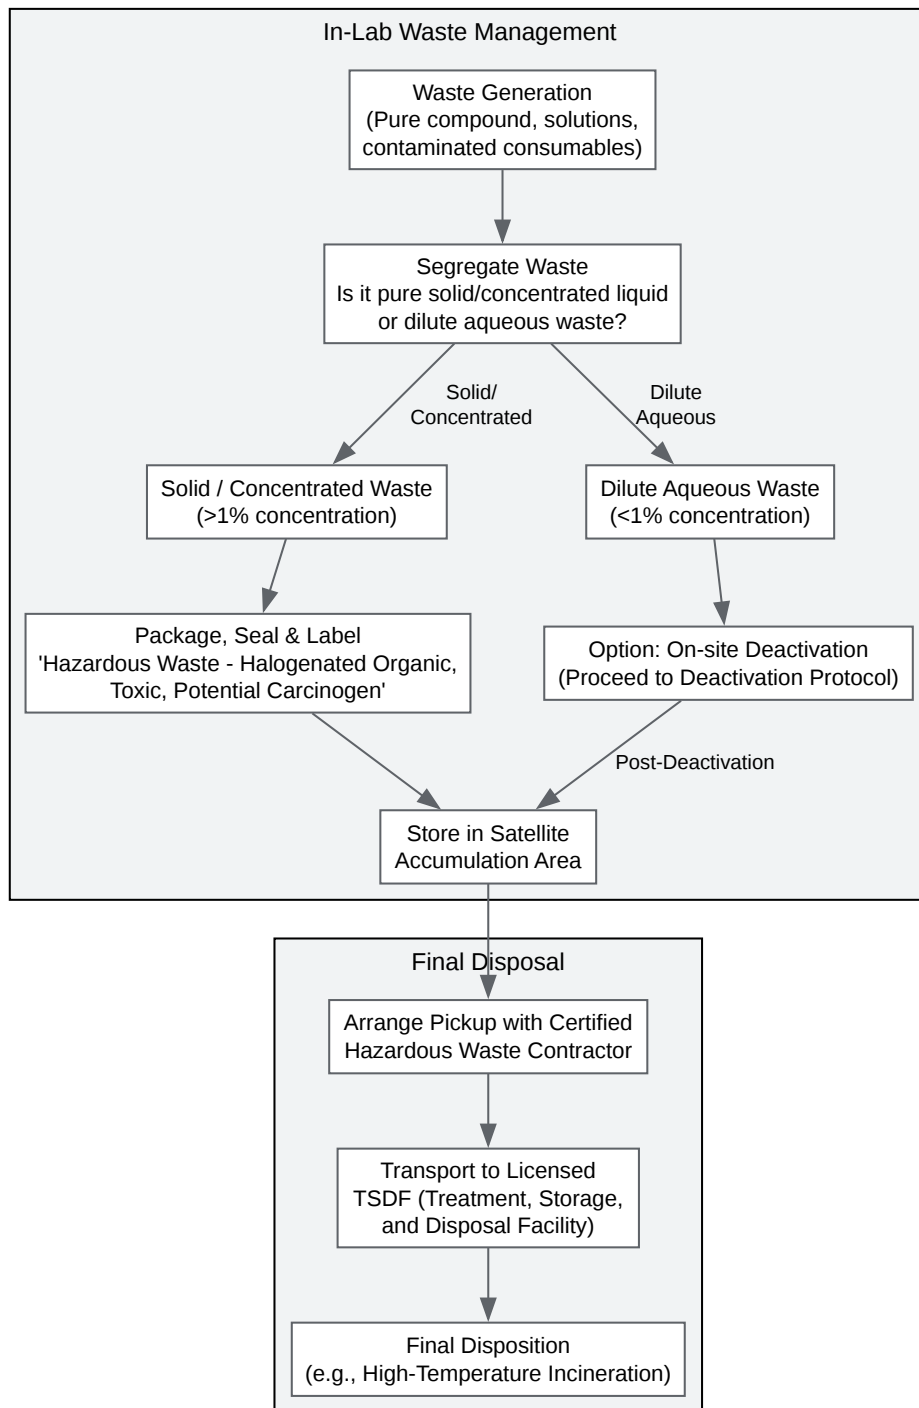 In-Lab Waste Management
Waste Generation
(Pure compound, solutions,
contaminated consumables)
Segregate Waste
Is it pure solid/concentrated liquid
or dilute aqueous waste?
Solid/
Concentrated
Dilute
Aqueous
Solid / Concentrated Waste
(>1% concentration)
Dilute Aqueous Waste
(<1% concentration)
Package, Seal & Label
'Hazardous Waste - Halogenated Organic,
Toxic, Potential Carcinogen'
Option: On-site Deactivation
(Proceed to Deactivation Protocol)
Post-Deactivation
Store in Satellite
Accumulation Area
Final Disposal
Arrange Pickup with Certified
Hazardous Waste Contractor
Transport to Licensed
TSDF (Treatment, Storage,
and Disposal Facility)
Final Disposition
(e.g., High-Temperature Incineration)